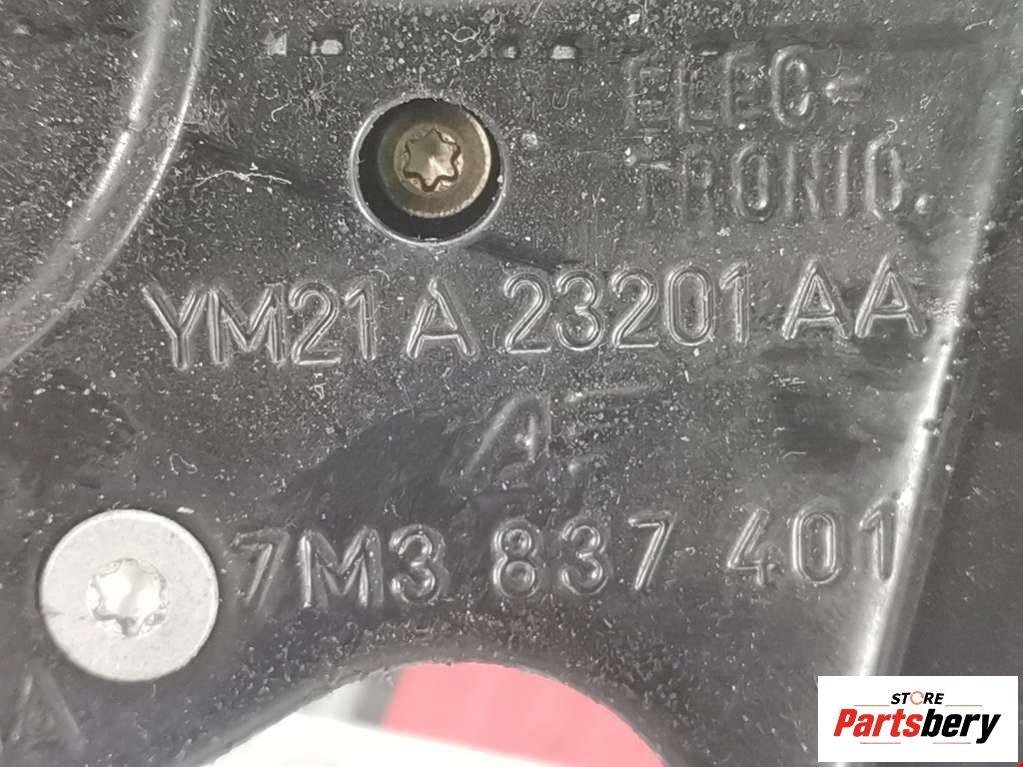 ELEC-
TRONIC.
YM21 A 23201 AA
A
7M3 837 401
A
STORE
Partsbery